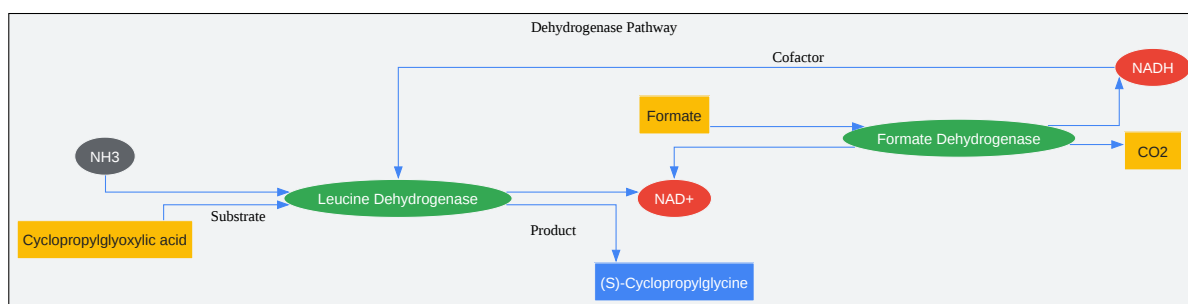 Dehydrogenase Pathway
Cofactor
NADH
Formate
Formate Dehydrogenase
CO2
NH3
Leucine Dehydrogenase
NAD+
Substrate
Cyclopropylglyoxylic acid
Product
(S)-Cyclopropylglycine